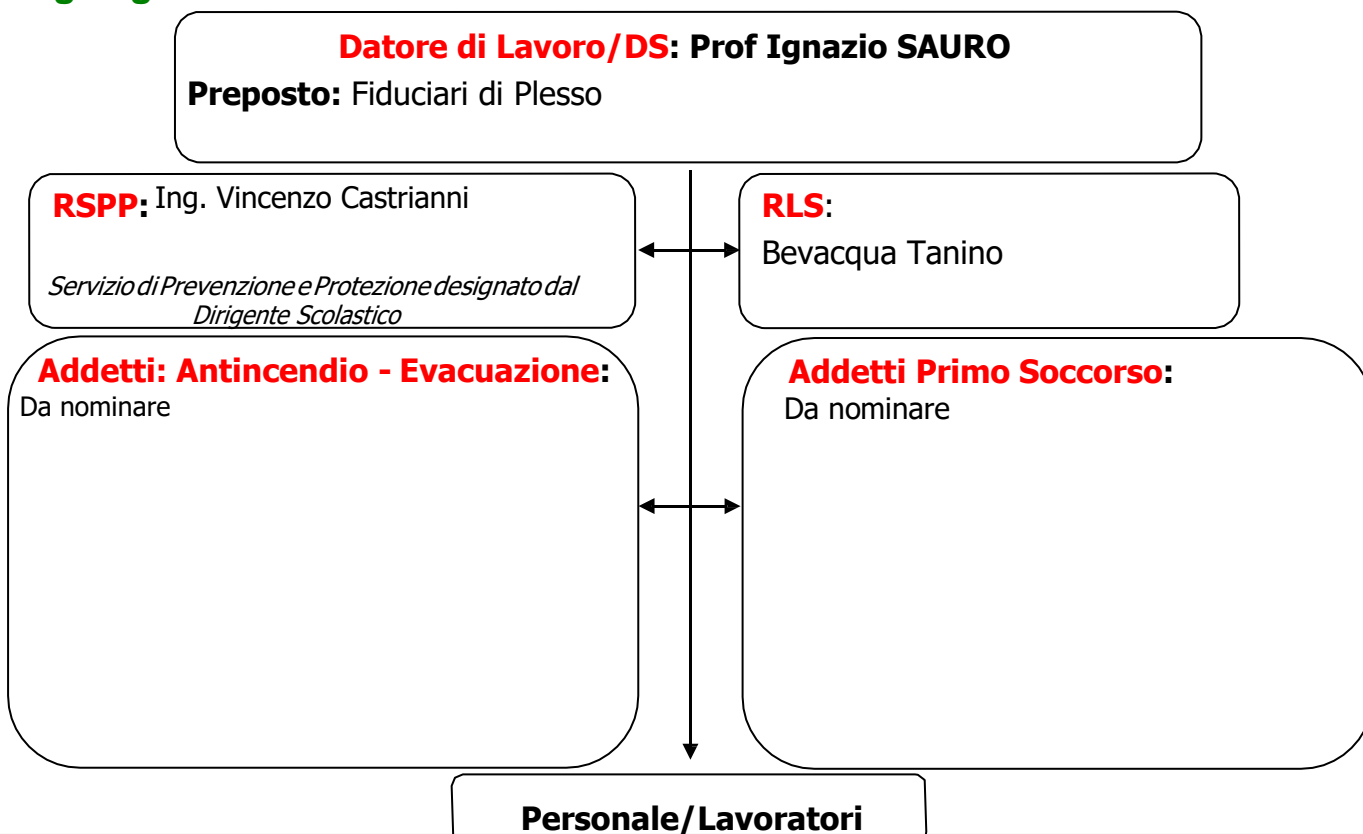 Datore di Lavoro/DS: Prof Ignazio SAURO
Preposto: Fiduciari di Plesso
RSPP: Ing. Vincenzo Castrianni
Servizio di Prevenzione e Protezione designato dal
Dirigente Scolastico
RLS:
Bevacqua Tanino
Addetti: Antincendio - Evacuazione:
Da nominare
Addetti Primo Soccorso:
Da nominare
Personale/Lavoratori